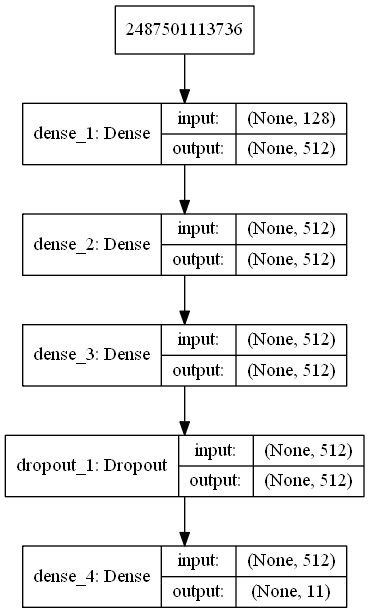 2487501113736
dense_1: Dense
input: (None, 128)
output: (None, 512)
dense_2: Dense
input: (None, 512)
output: (None, 512)
dense_3: Dense
input: (None, 512)
output: (None, 512)
dropout_1: Dropout
input: (None, 512)
output: (None, 512)
dense_4: Dense
input: (None, 512)
output: (None, 11)